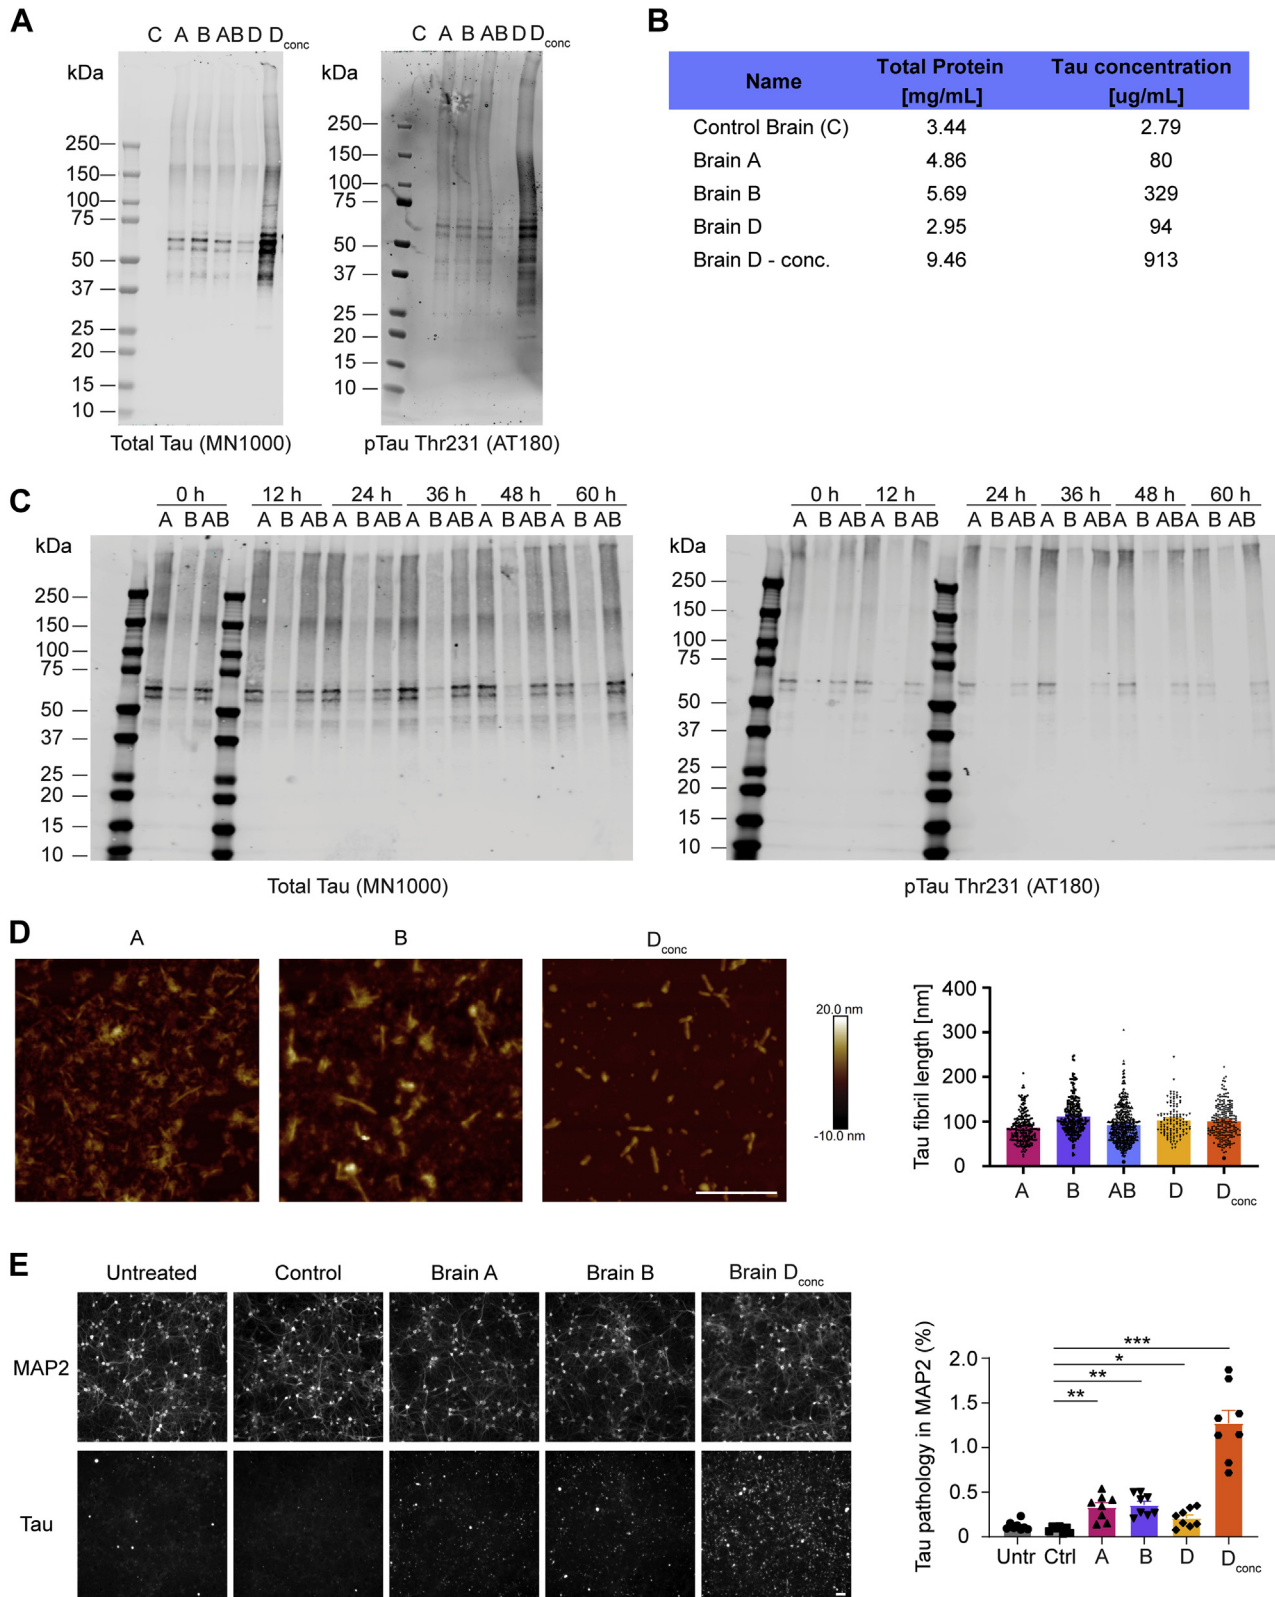 A
C A B AB D Dconc
kDa
250
150
100
75
50
37
25
20
15
10
Total Tau (MN1000)
C A B AB D Dconc
kDa
250
150
100
75
50
37
25
20
15
10
pTau Thr231 (AT180)
B
Name Total Protein [mg/mL] Tau concentration [ug/mL]
Control Brain (C) 3.44 2.79
Brain A 4.86 80
Brain B 5.69 329
Brain D 2.95 94
Brain D - conc. 9.46 913
C
0 h 12 h 24 h 36 h 48 h 60 h
A B AB A B AB A B AB A B AB A B AB A B AB
kDa
250
150
100
75
50
37
25
20
15
10
Total Tau (MN1000)
0 h 12 h 24 h 36 h 48 h 60 h
A B AB A B AB A B AB A B AB A B AB A B AB
kDa
250
150
100
75
50
37
25
20
15
10
pTau Thr231 (AT180)
D
A B Dconc
20.0 nm
-10.0 nm
Tau fibril length [nm]
400
300
200
100
0
A B AB D Dconc
E
Untreated Control Brain A Brain B Brain Dconc
MAP2
Tau
Tau pathology in MAP2 (%)
2.0
1.5
1.0
0.5
0
***
*
**
**
Untr Ctrl A B D Dconc